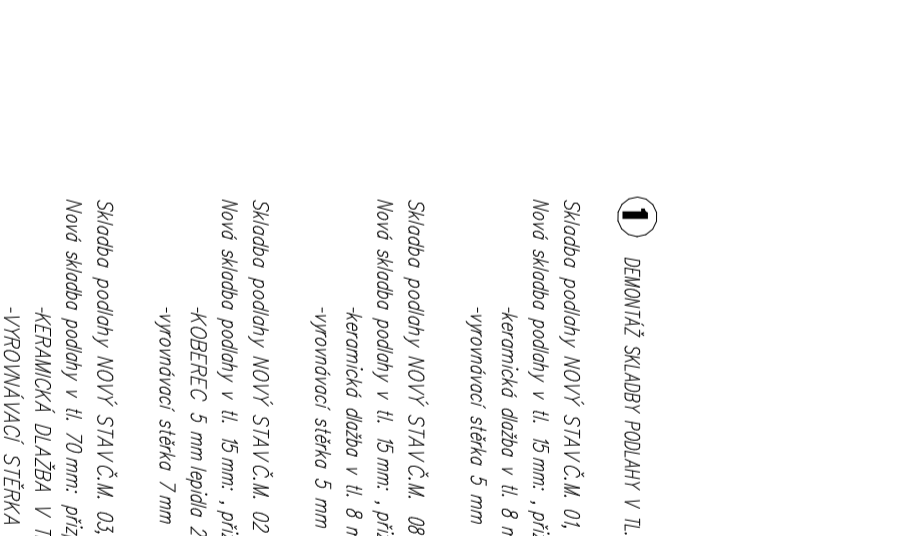 1 DEMONTÁŽ SKLADBY PODLAHY V TL.
Skladba podlahy NOVÝ STAV Č.M. 01,
Nová skladba podlahy v tl. 15 mm: , přiz
-keramická dlažba v tl. 8 m
-vyrovnávací stěrka 5 mm
Skladba podlahy NOVÝ STAV Č.M. 08
Nová skladba podlahy v tl. 15 mm: , přiz
-keramická dlažba v tl. 8 m
-vyrovnávací stěrka 5 mm
Skladba podlahy NOVÝ STAV Č.M. 02
Nová skladba podlahy v tl. 15 mm: , přiz
-KOBEREC 5 mm lepidla 2
-vyrovnávací stěrka 7 mm
Skladba podlahy NOVÝ STAV Č.M. 03,
Nová skladba podlahy v tl. 70 mm: přiz
-KERAMICKÁ DLAŽBA V T
-VYROVNÁVACÍ STĚRKA